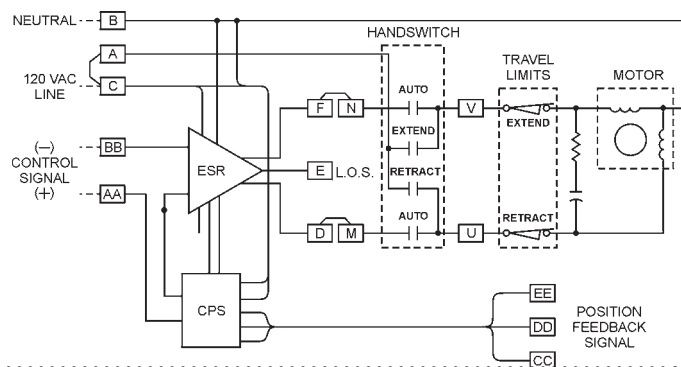 NEUTRAL
B
HANDSWITCH
A
120 VAC
LINE
C
TRAVEL
LIMITS
MOTOR
AUTO
F
N
V
EXTEND
EXTEND
(−)
CONTROL
SIGNAL
(+)
BB
AA
ESR
E
L.O.S.
RETRACT
D
M
AUTO
U
RETRACT
CPS
EE
DD
CC
POSITION
FEEDBACK
SIGNAL